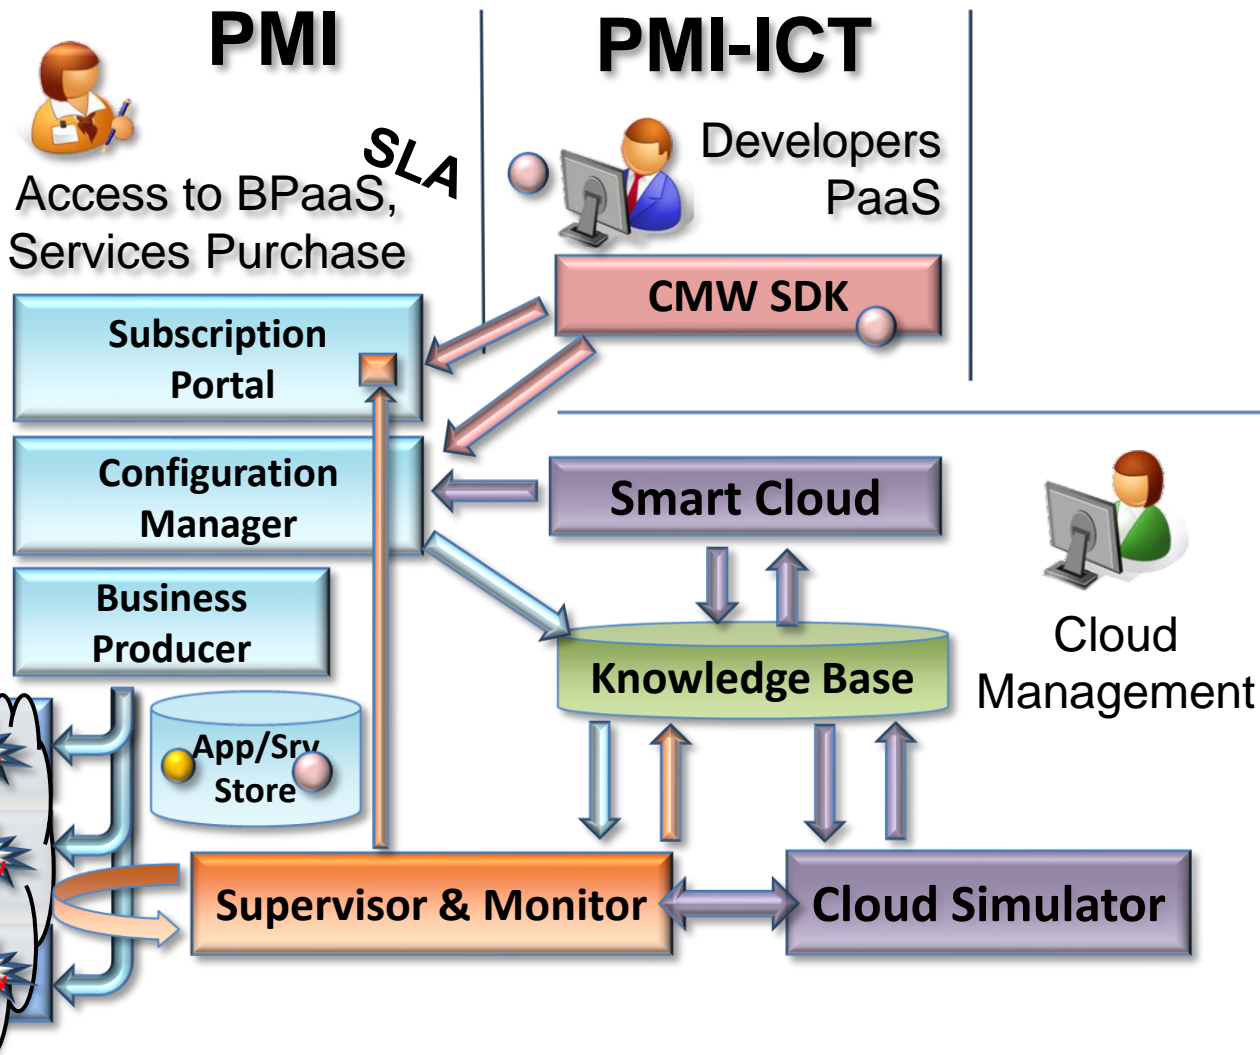 PMI
PMI-ICT
SLA
Developers
PaaS
Access to BPaaS,
Services Purchase
CMW SDK
Subscription
Portal
Configuration
Manager
Smart Cloud
Business
Producer
Knowledge Base
Cloud
Management
App/Srv
Store
Supervisor & Monitor
Cloud Simulator